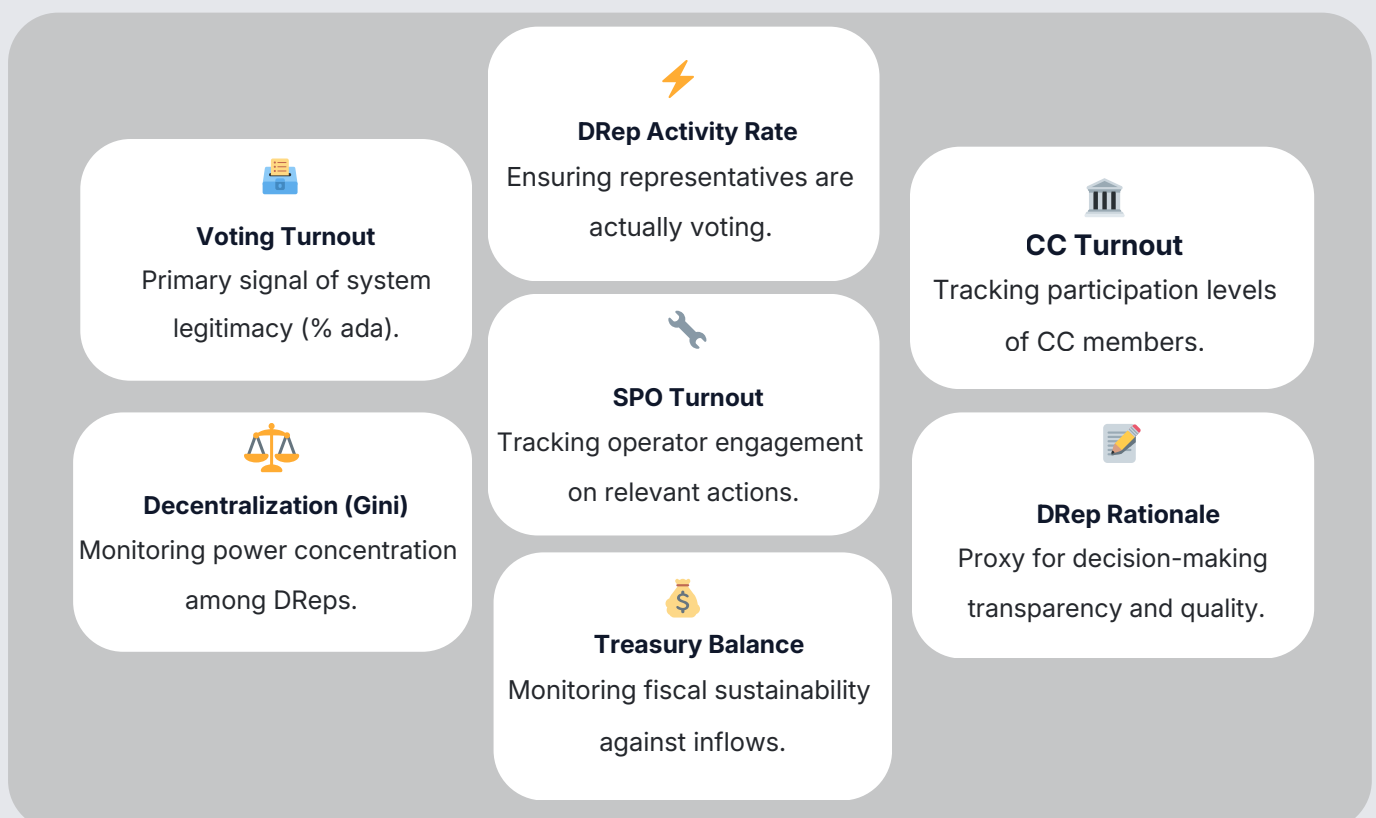 Voting Turnout
Primary signal of system
legitimacy (% ada).
Decentralization (Gini)
Monitoring power concentration
among DReps.
DRep Activity Rate
Ensuring representatives are
actually voting.
SPO Turnout
Tracking operator engagement
on relevant actions.
Treasury Balance
Monitoring fiscal sustainability
against inflows.
CC Turnout
Tracking participation levels
of CC members.
DRep Rationale
Proxy for decision-making
transparency and quality.